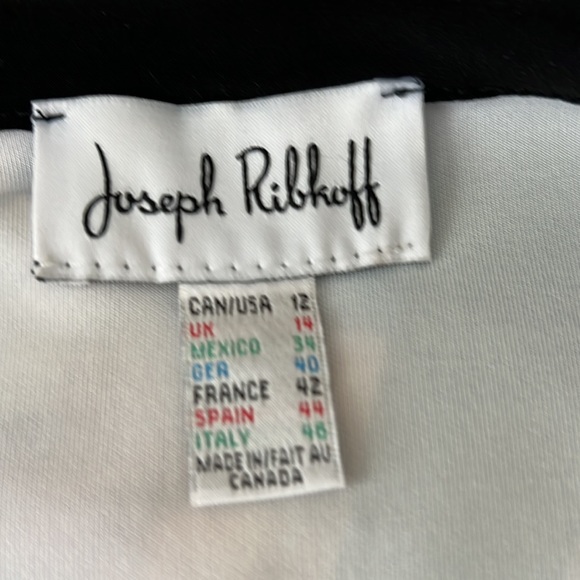 Joseph Ribkoff
CAN/USA 12
UK 14
MEXICO 34
GER 40
FRANCE 42
SPAIN 44
ITALY 46
MADE IN/FAIT AU
CANADA